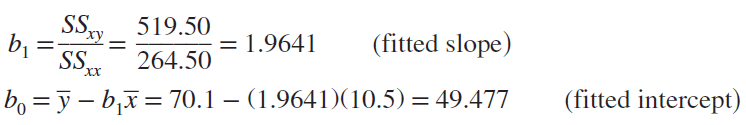 b₁ = SSxy / SSxx = 519.50 / 264.50 = 1.9641 (fitted slope)
b₀ = y̅ − b₁x̅ = 70.1 − (1.9641)(10.5) = 49.477 (fitted intercept)